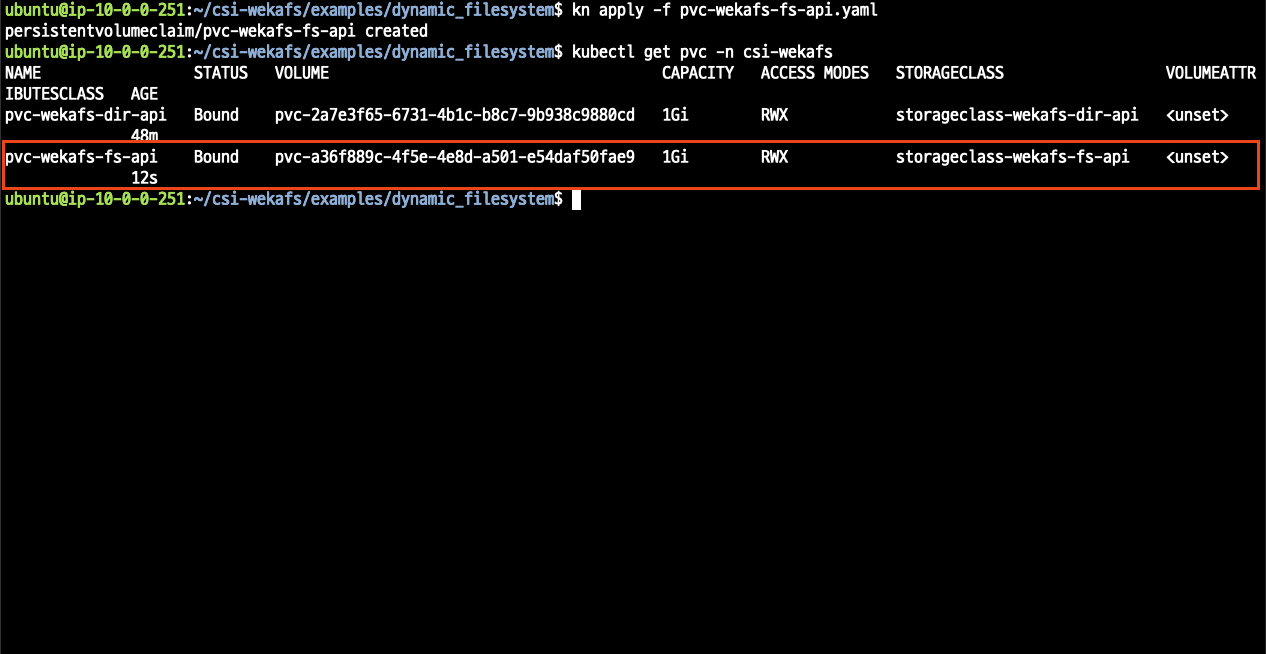 ubuntu@ip-10-0-0-251:~/csi-wekafs/examples/dynamic_filesystem$ kn apply -f pvc-wekafs-fs-api.yaml
persistentvolumeclaim/pvc-wekafs-fs-api created
ubuntu@ip-10-0-0-251:~/csi-wekafs/examples/dynamic_filesystem$ kubectl get pvc -n csi-wekafs
NAME                 STATUS   VOLUME                                     CAPACITY   ACCESS MODES   STORAGECLASS                  VOLUMEATTR
IBUTESCLASS   AGE
pvc-wekafs-dir-api   Bound    pvc-2a7e3f65-6731-4b1c-b8c7-9b938c9880cd   1Gi        RWX            storageclass-wekafs-dir-api   <unset>
              48m
pvc-wekafs-fs-api    Bound    pvc-a36f889c-4f5e-4e8d-a501-e54daf50fae9   1Gi        RWX            storageclass-wekafs-fs-api    <unset>
              12s
ubuntu@ip-10-0-0-251:~/csi-wekafs/examples/dynamic_filesystem$